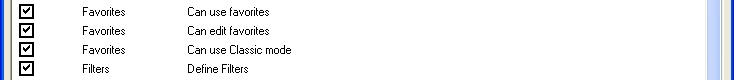 Favorites Can use favorites
Favorites Can edit favorites
Favorites Can use Classic mode
Filters Define Filters